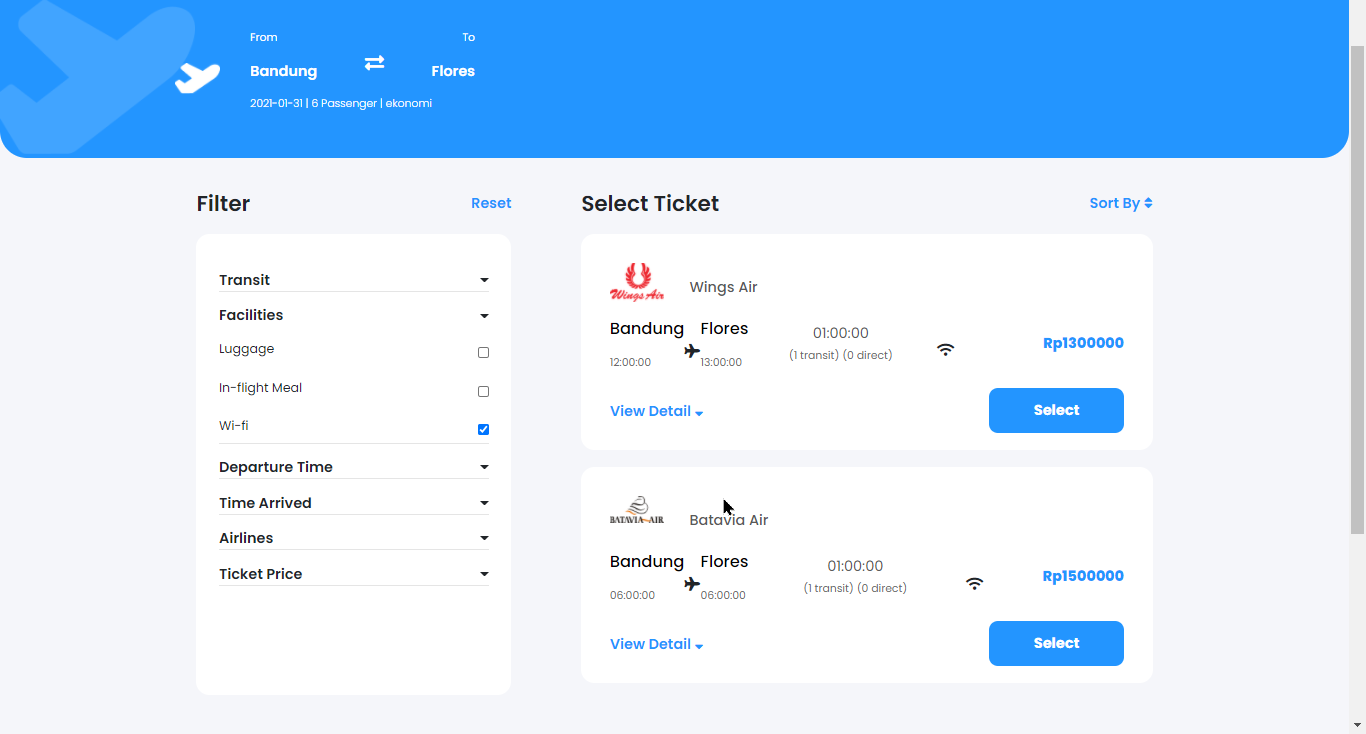 From To
Bandung Flores
2021-01-31 | 6 Passenger | ekonomi
Filter Reset
Transit
Facilities
Luggage
In-flight Meal
Wi-fi
Departure Time
Time Arrived
Airlines
Ticket Price
Select Ticket Sort By
Wings Air Wings Air
Bandung Flores 01:00:00
12:00:00 13:00:00 (1 transit) (0 direct) Rp1300000
View Detail Select
BATAVIA AIR Batavia Air
Bandung Flores 01:00:00
06:00:00 06:00:00 (1 transit) (0 direct) Rp1500000
View Detail Select